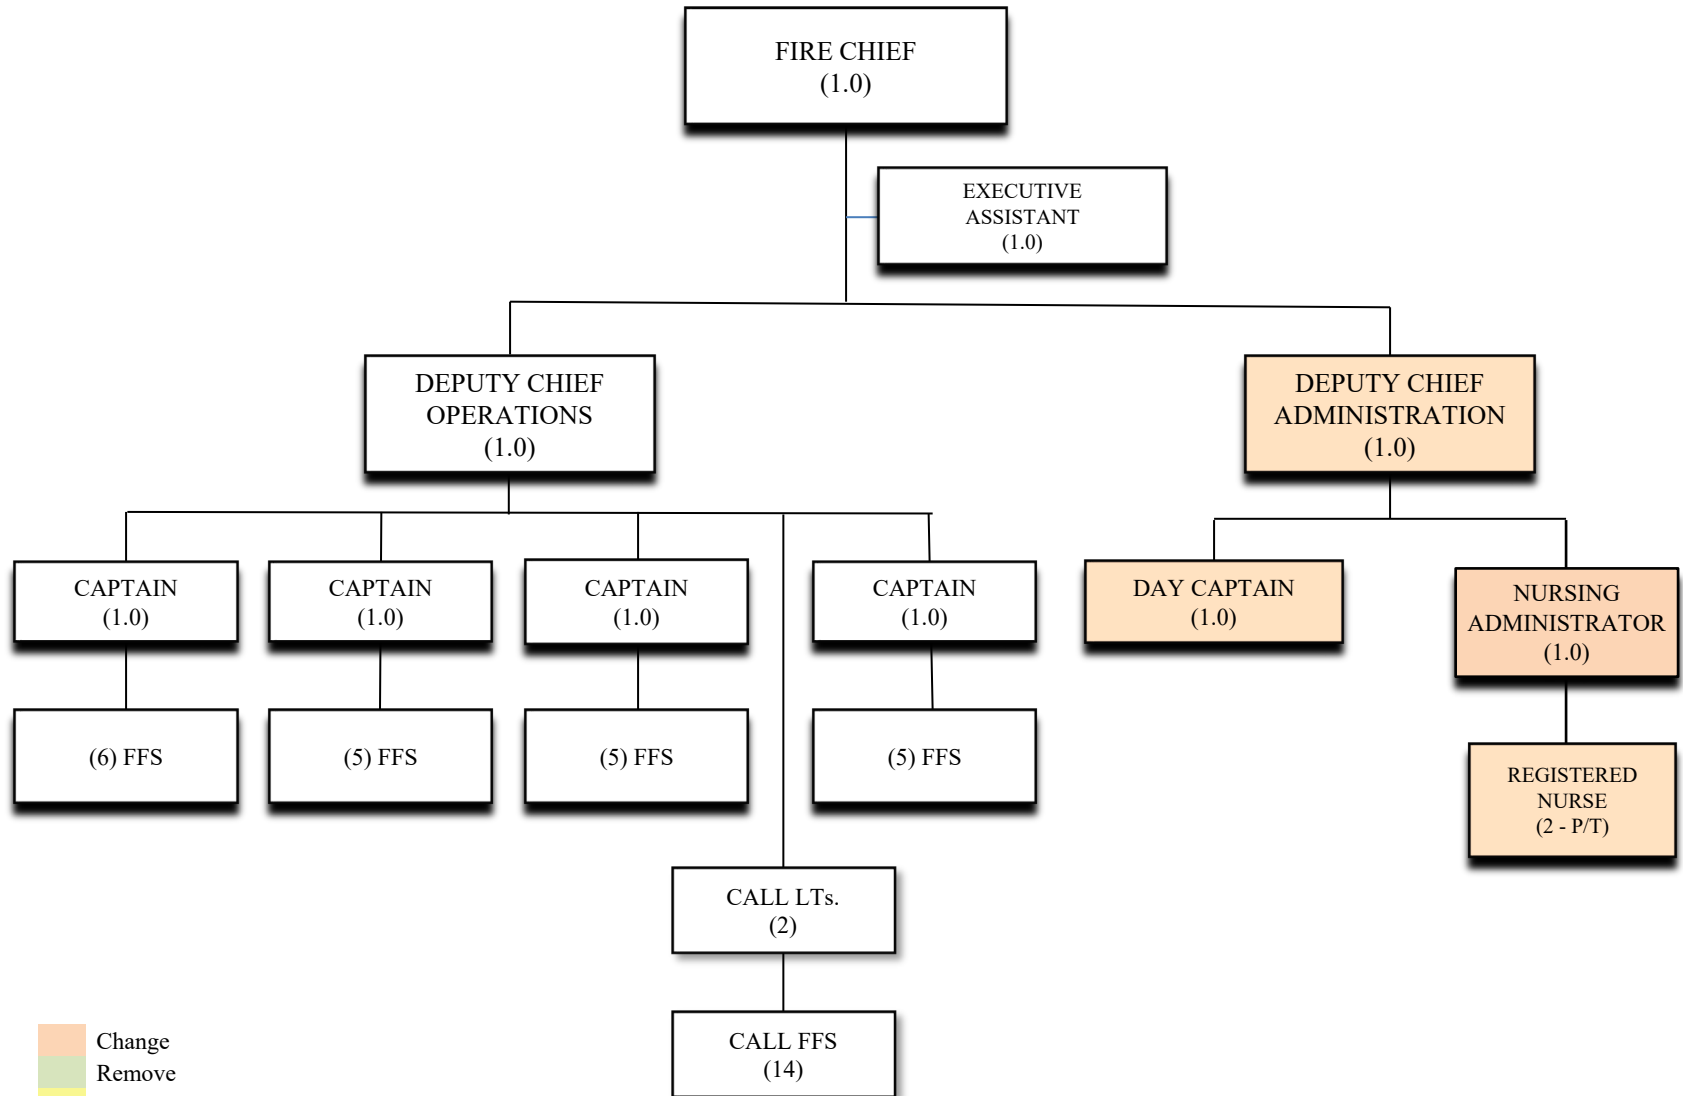 FIRE CHIEF
(1.0)
EXECUTIVE
ASSISTANT
(1.0)
DEPUTY CHIEF
OPERATIONS
(1.0)
DEPUTY CHIEF
ADMINISTRATION
(1.0)
CAPTAIN
(1.0)
CAPTAIN
(1.0)
CAPTAIN
(1.0)
CAPTAIN
(1.0)
DAY CAPTAIN
(1.0)
NURSING
ADMINISTRATOR
(1.0)
(6) FFS
(5) FFS
(5) FFS
(5) FFS
REGISTERED
NURSE
(2 - P/T)
CALL LTs.
(2)
CALL FFS
(14)
Change
Remove